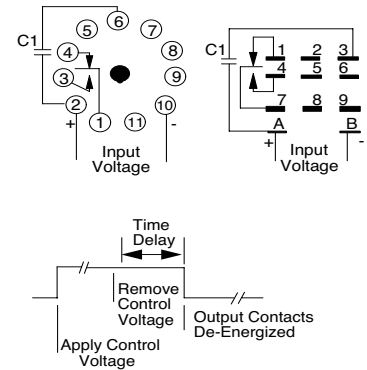 C1
6
5
7
4
8
3
9
2
10
1
11
+
-
Input
Voltage
C1
1
2
3
4
5
6
7
8
9
A
B
+
-
Input
Voltage
Time
Delay
Remove
Control
Voltage
Output Contacts
De-Energized
Apply Control
Voltage